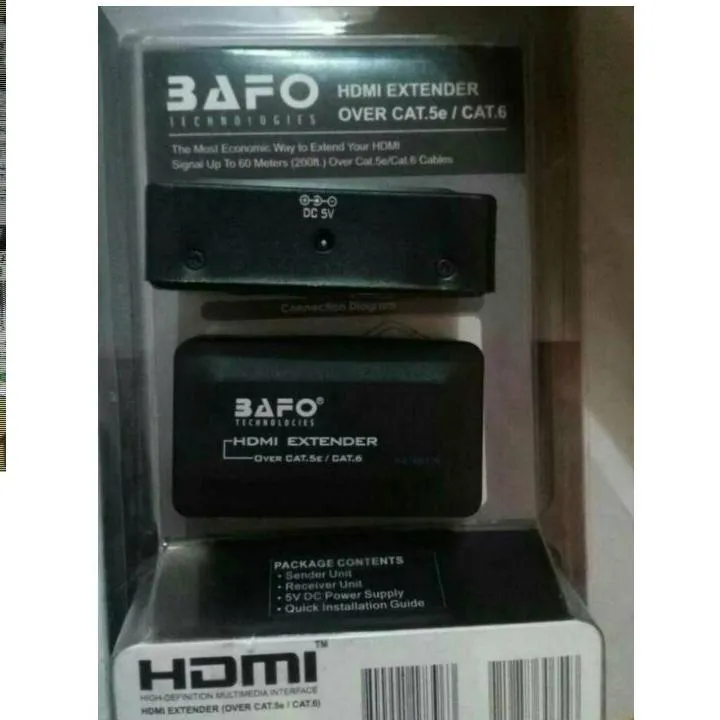 BAFO
TECHNOLOGIES
HDMI EXTENDER
OVER CAT.5e / CAT.6
The Most Economic Way to Extend Your HDMI
Signal Up To 60 Meters (200ft.) Over Cat.5e/Cat.6 Cables
DC 5V
Connection Diagram
BAFO®
TECHNOLOGIES
HDMI EXTENDER
OVER CAT.5E / CAT.6
PACKAGE CONTENTS
• Sender Unit
• Receiver Unit
• 5V DC Power Supply
• Quick Installation Guide
HDMI™
HIGH-DEFINITION MULTIMEDIA INTERFACE
HDMI EXTENDER (OVER CAT.5e / CAT.6)